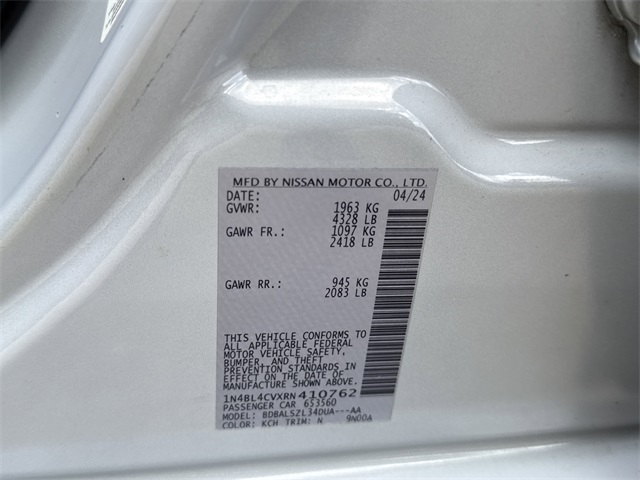 MFD BY NISSAN MOTOR CO., LTD.
DATE: 04/24
GVWR: 1963 KG
4328 LB
GAWR FR.: 1097 KG
2418 LB
GAWR RR.: 945 KG
2083 LB
THIS VEHICLE CONFORMS TO
ALL APPLICABLE FEDERAL
MOTOR VEHICLE SAFETY,
BUMPER, AND THEFT
PREVENTION STANDARDS IN
EFFECT ON THE DATE OF
MANUFACTURE SHOWN ABOVE.
1N4BL4CVXRN410762
PASSENGER CAR 653560
MODEL: BDBALSZL34DUA---AA
COLOR: KCH TRIM: N 9N00A